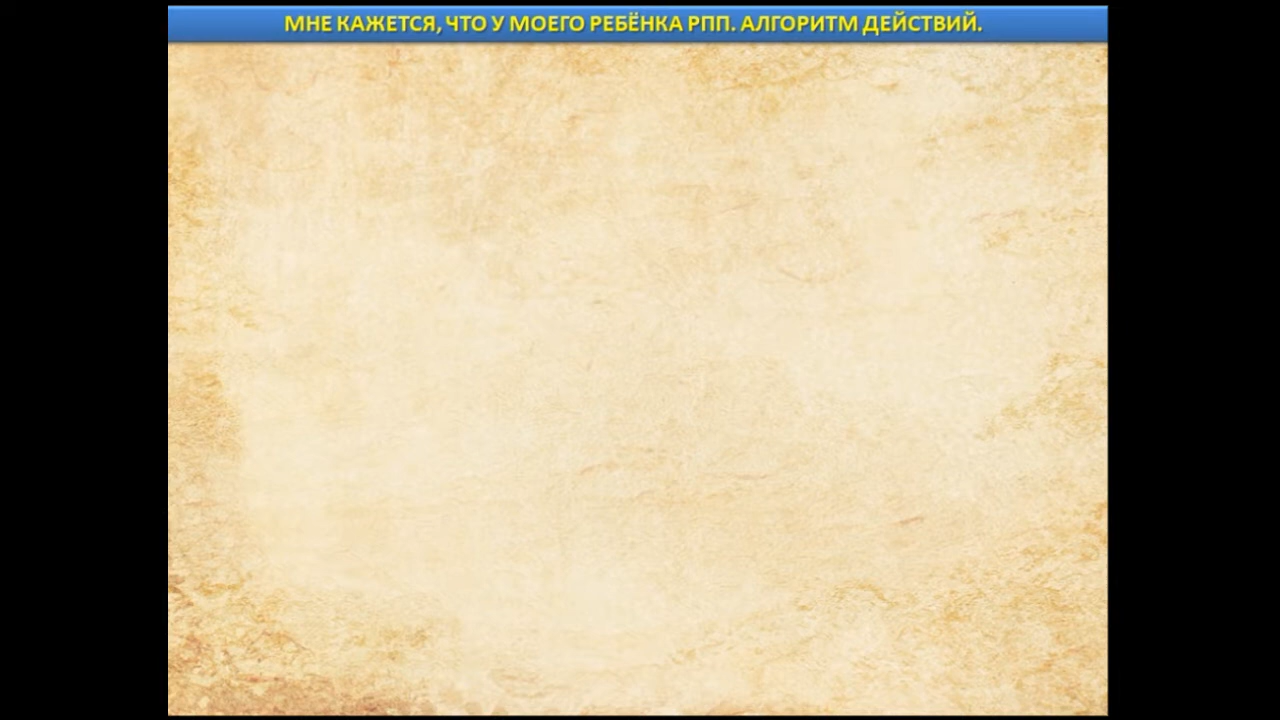 МНЕ КАЖЕТСЯ, ЧТО У МОЕГО РЕБЁНКА РПП. АЛГОРИТМ ДЕЙСТВИЙ.